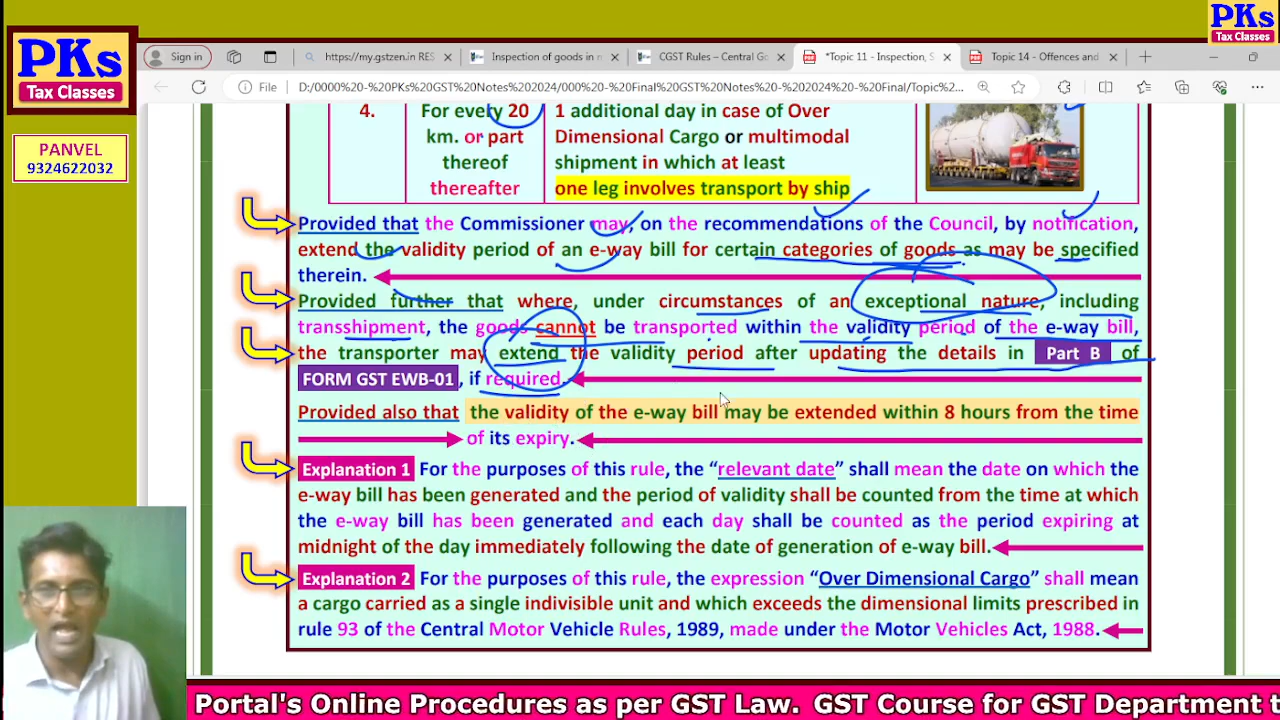 PKs
Tax Classes
PANVEL
9324622032
PKs
Tax Classes
Sign in
https://my.gstzen.in RES
Inspection of goods in m
CGST Rules – Central Go
*Topic 11 - Inspection, S
Topic 14 - Offences and
File
D:/0000%20-%20PKs%20GST%20Notes%202024/000%20-%20Final%20GST%20Notes%20-%202024%20-%20Final/Topic%...
4.
For every 20
km. or part
thereof
thereafter
1 additional day in case of Over
Dimensional Cargo or multimodal
shipment in which at least
one leg involves transport by ship
Provided that the Commissioner may, on the recommendations of the Council, by notification,
extend the validity period of an e-way bill for certain categories of goods as may be specified
therein.
Provided further that where, under circumstances of an exceptional nature, including
transshipment, the goods cannot be transported within the validity period of the e-way bill,
the transporter may extend the validity period after updating the details in Part B of
FORM GST EWB-01, if required.
Provided also that the validity of the e-way bill may be extended within 8 hours from the time
of its expiry.
Explanation 1 For the purposes of this rule, the “relevant date” shall mean the date on which the
e-way bill has been generated and the period of validity shall be counted from the time at which
the e-way bill has been generated and each day shall be counted as the period expiring at
midnight of the day immediately following the date of generation of e-way bill.
Explanation 2 For the purposes of this rule, the expression “Over Dimensional Cargo” shall mean
a cargo carried as a single indivisible unit and which exceeds the dimensional limits prescribed in
rule 93 of the Central Motor Vehicle Rules, 1989, made under the Motor Vehicles Act, 1988.
Portal's Online Procedures as per GST Law. GST Course for GST Department t